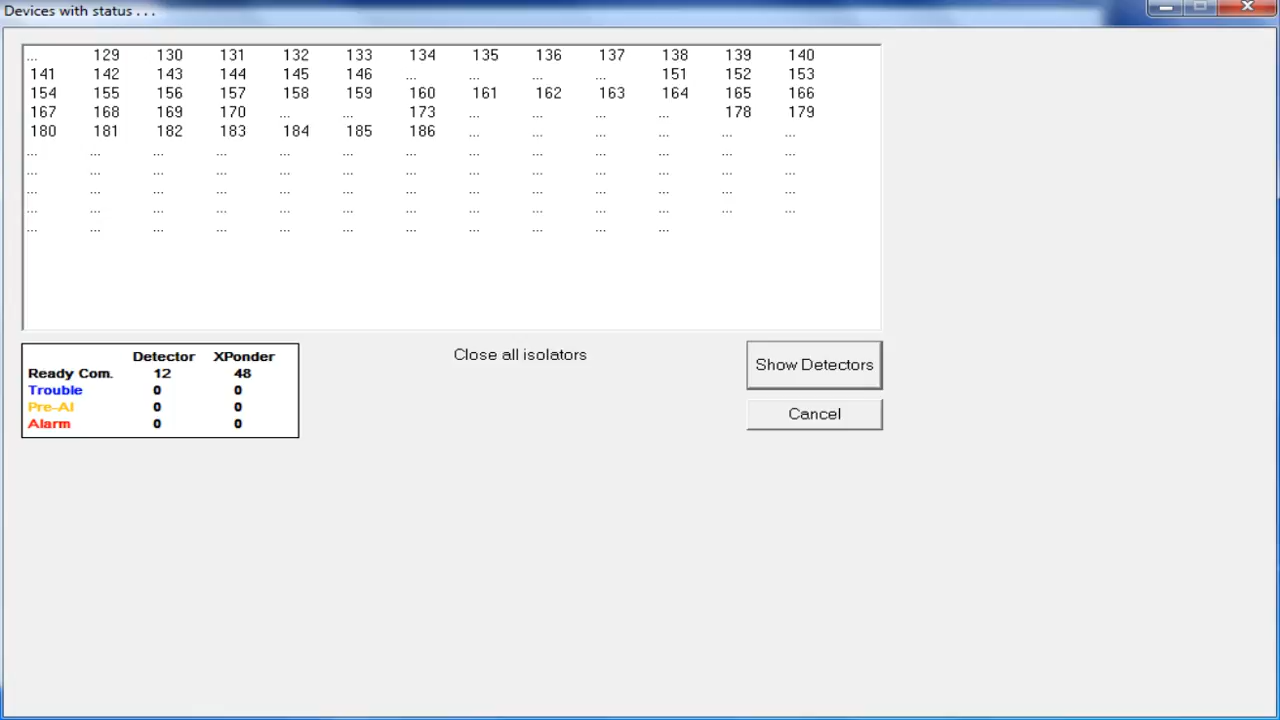 Devices with status . . .
... 129 130 131 132 133 134 135 136 137 138 139 140
141 142 143 144 145 146 ... ... ... ... 151 152 153
154 155 156 157 158 159 160 161 162 163 164 165 166
167 168 169 170 ... ... 173 ... ... ... ... 178 179
180 181 182 183 184 185 186 ... ... ... ... ... ...
... ... ... ... ... ... ... ... ... ... ... ... ...
... ... ... ... ... ... ... ... ... ... ... ... ...
... ... ... ... ... ... ... ... ... ... ... ... ...
... ... ... ... ... ... ... ... ... ... ... ... ...
... ... ... ... ... ... ... ... ... ... ...
Detector XPonder
Ready Com. 12 48
Trouble 0 0
Pre-Al 0 0
Alarm 0 0
Close all isolators
Show Detectors
Cancel